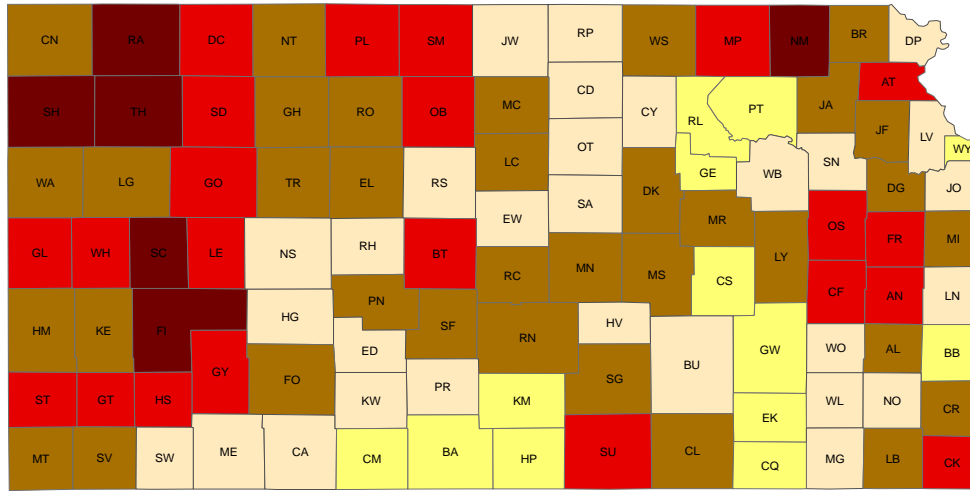 CN RA DC NT PL SM JW RP WS MP NM BR DP
AT
SH TH SD GH RO OB MC CD CY RL PT JA
JF LV
WA LG GO TR EL RS LC OT DK GE WB SN WY
DG JO
GL WH SC LE NS RH BT EW SA MR OS FR MI
RC MN MS CS LY
HM KE FI HG PN SF RN HV CF AN LN
ED GW WO AL BB
ST GT HS GY FO KW PR KM SG BU WL NO CR
EK
MT SV SW ME CA CM BA HP SU CL CQ MG LB CK